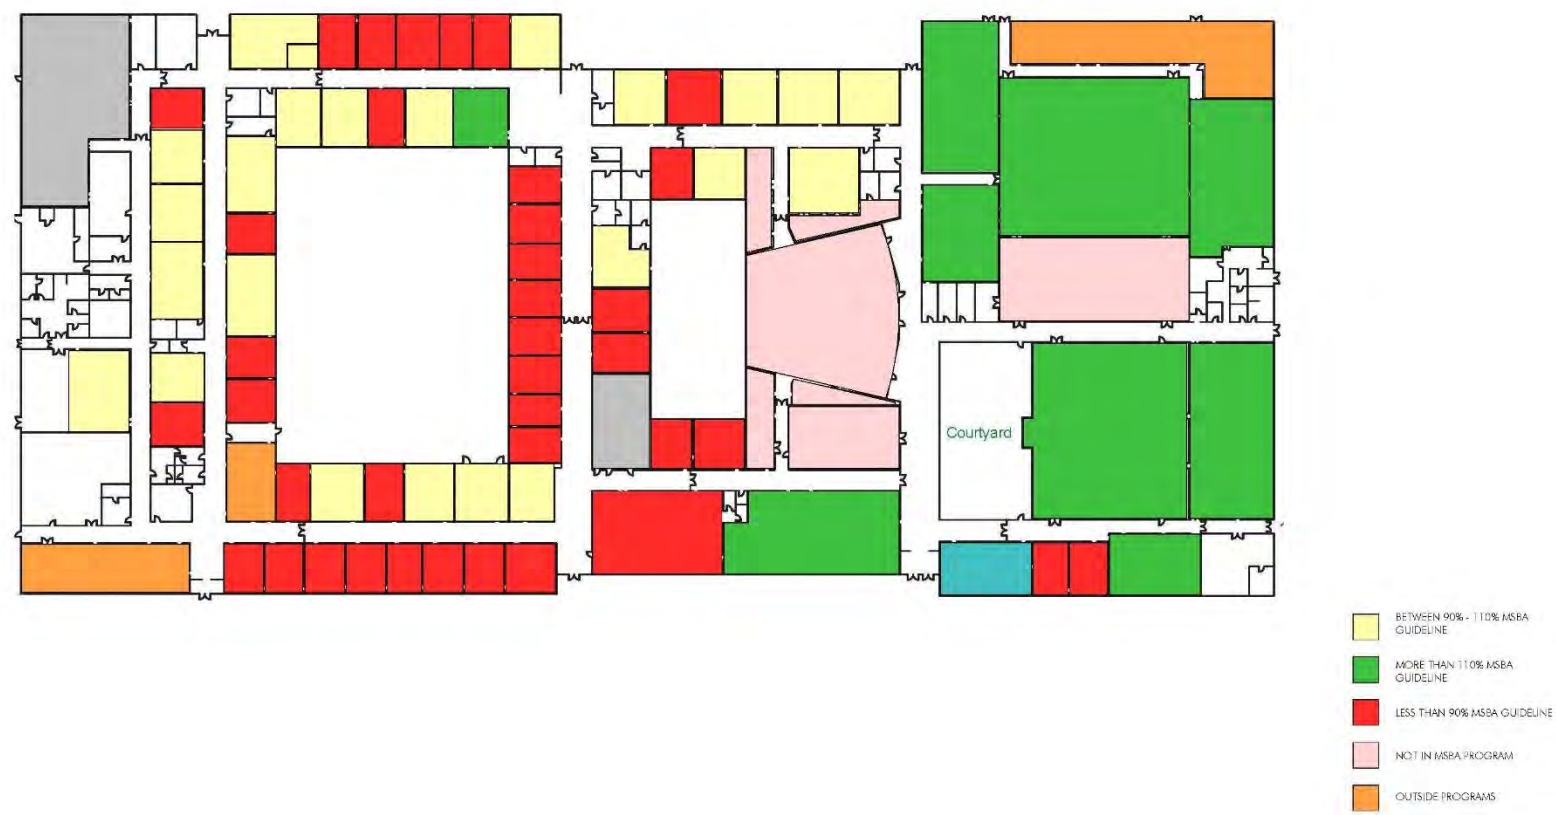 Courtyard
BETWEEN 90% - 110% MSBA
GUIDELINE
MORE THAN 110% MSBA
GUIDELINE
LESS THAN 90% MSBA GUIDELINE
NOT IN MSBA PROGRAM
OUTSIDE PROGRAMS